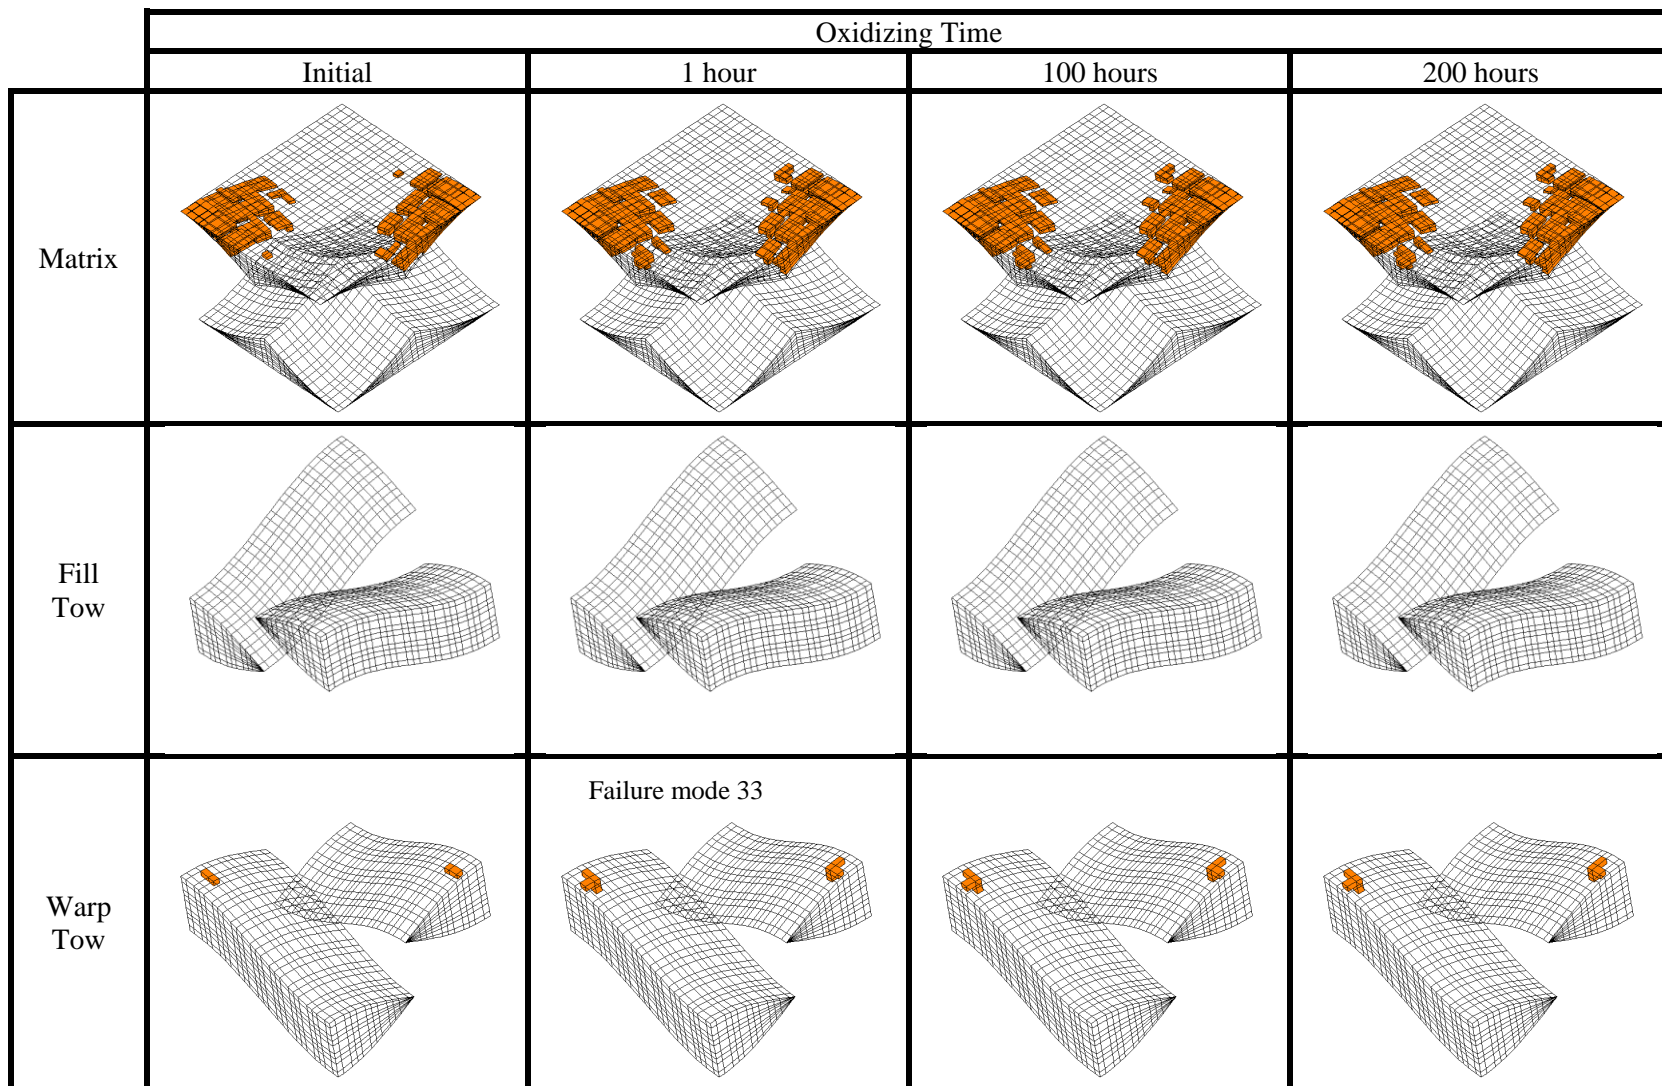 Oxidizing Time
Initial
1 hour
100 hours
200 hours
Matrix
Fill
Tow
Warp
Tow
Failure mode 33